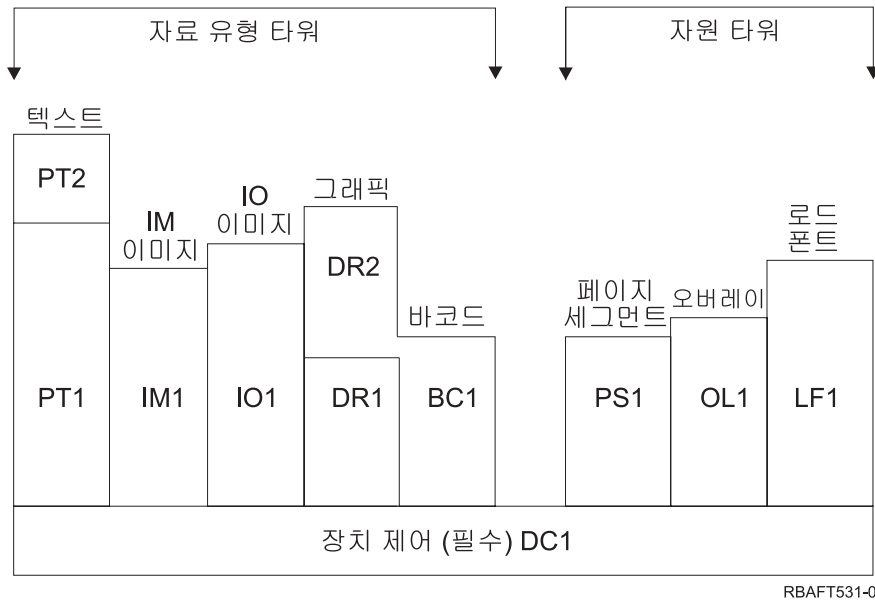 자료 유형 타워
자원 타워
텍스트
PT2
IM
이미지
IO
이미지
그래픽
DR2
바코드
페이지
세그먼트
오버레이
로드
폰트
PT1
IM1
IO1
DR1
BC1
PS1
OL1
LF1
장치 제어 (필수) DC1
RBAFT531-0